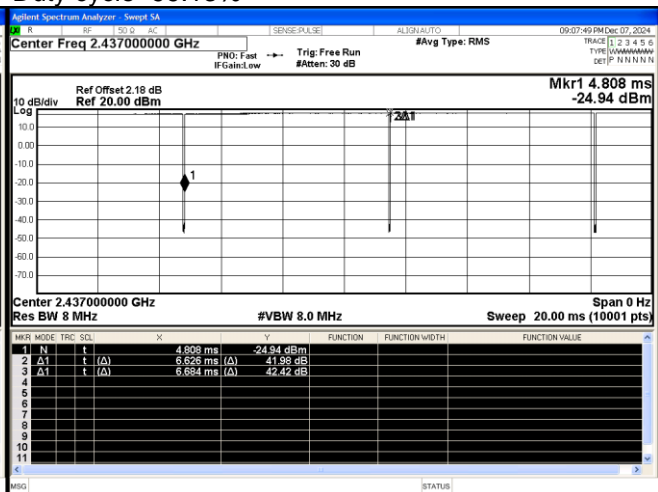 Agilent Spectrum Analyzer - Swept SA
R RF 50 Ω AC SENSE:PULSE ALIGN AUTO 09:07:49 PM Dec 07, 2024
Center Freq 2.437000000 GHz #Avg Type: RMS TRACE 1 2 3 4 5 6
PNO: Fast Trig: Free Run TYPE WWWWWW
IFGain:Low #Atten: 30 dB DET P N N N N N
Mkr1 4.808 ms
Ref Offset 2.18 dB
10 dB/div Ref 20.00 dBm -24.94 dBm
Log
2Δ1
10.0
0.00
-10.0
1
-20.0
-30.0
-40.0
-50.0
-60.0
-70.0
Center 2.437000000 GHz Span 0 Hz
Res BW 8 MHz #VBW 8.0 MHz Sweep 20.00 ms (10001 pts)
MKR MODE TRC SCL X Y FUNCTION FUNCTION WIDTH FUNCTION VALUE
1 N t 4.808 ms -24.94 dBm
2 Δ1 t (Δ) 6.626 ms (Δ) 41.98 dB
3 Δ1 t (Δ) 6.684 ms (Δ) 42.42 dB
4
5
6
7
8
9
10
11
MSG STATUS